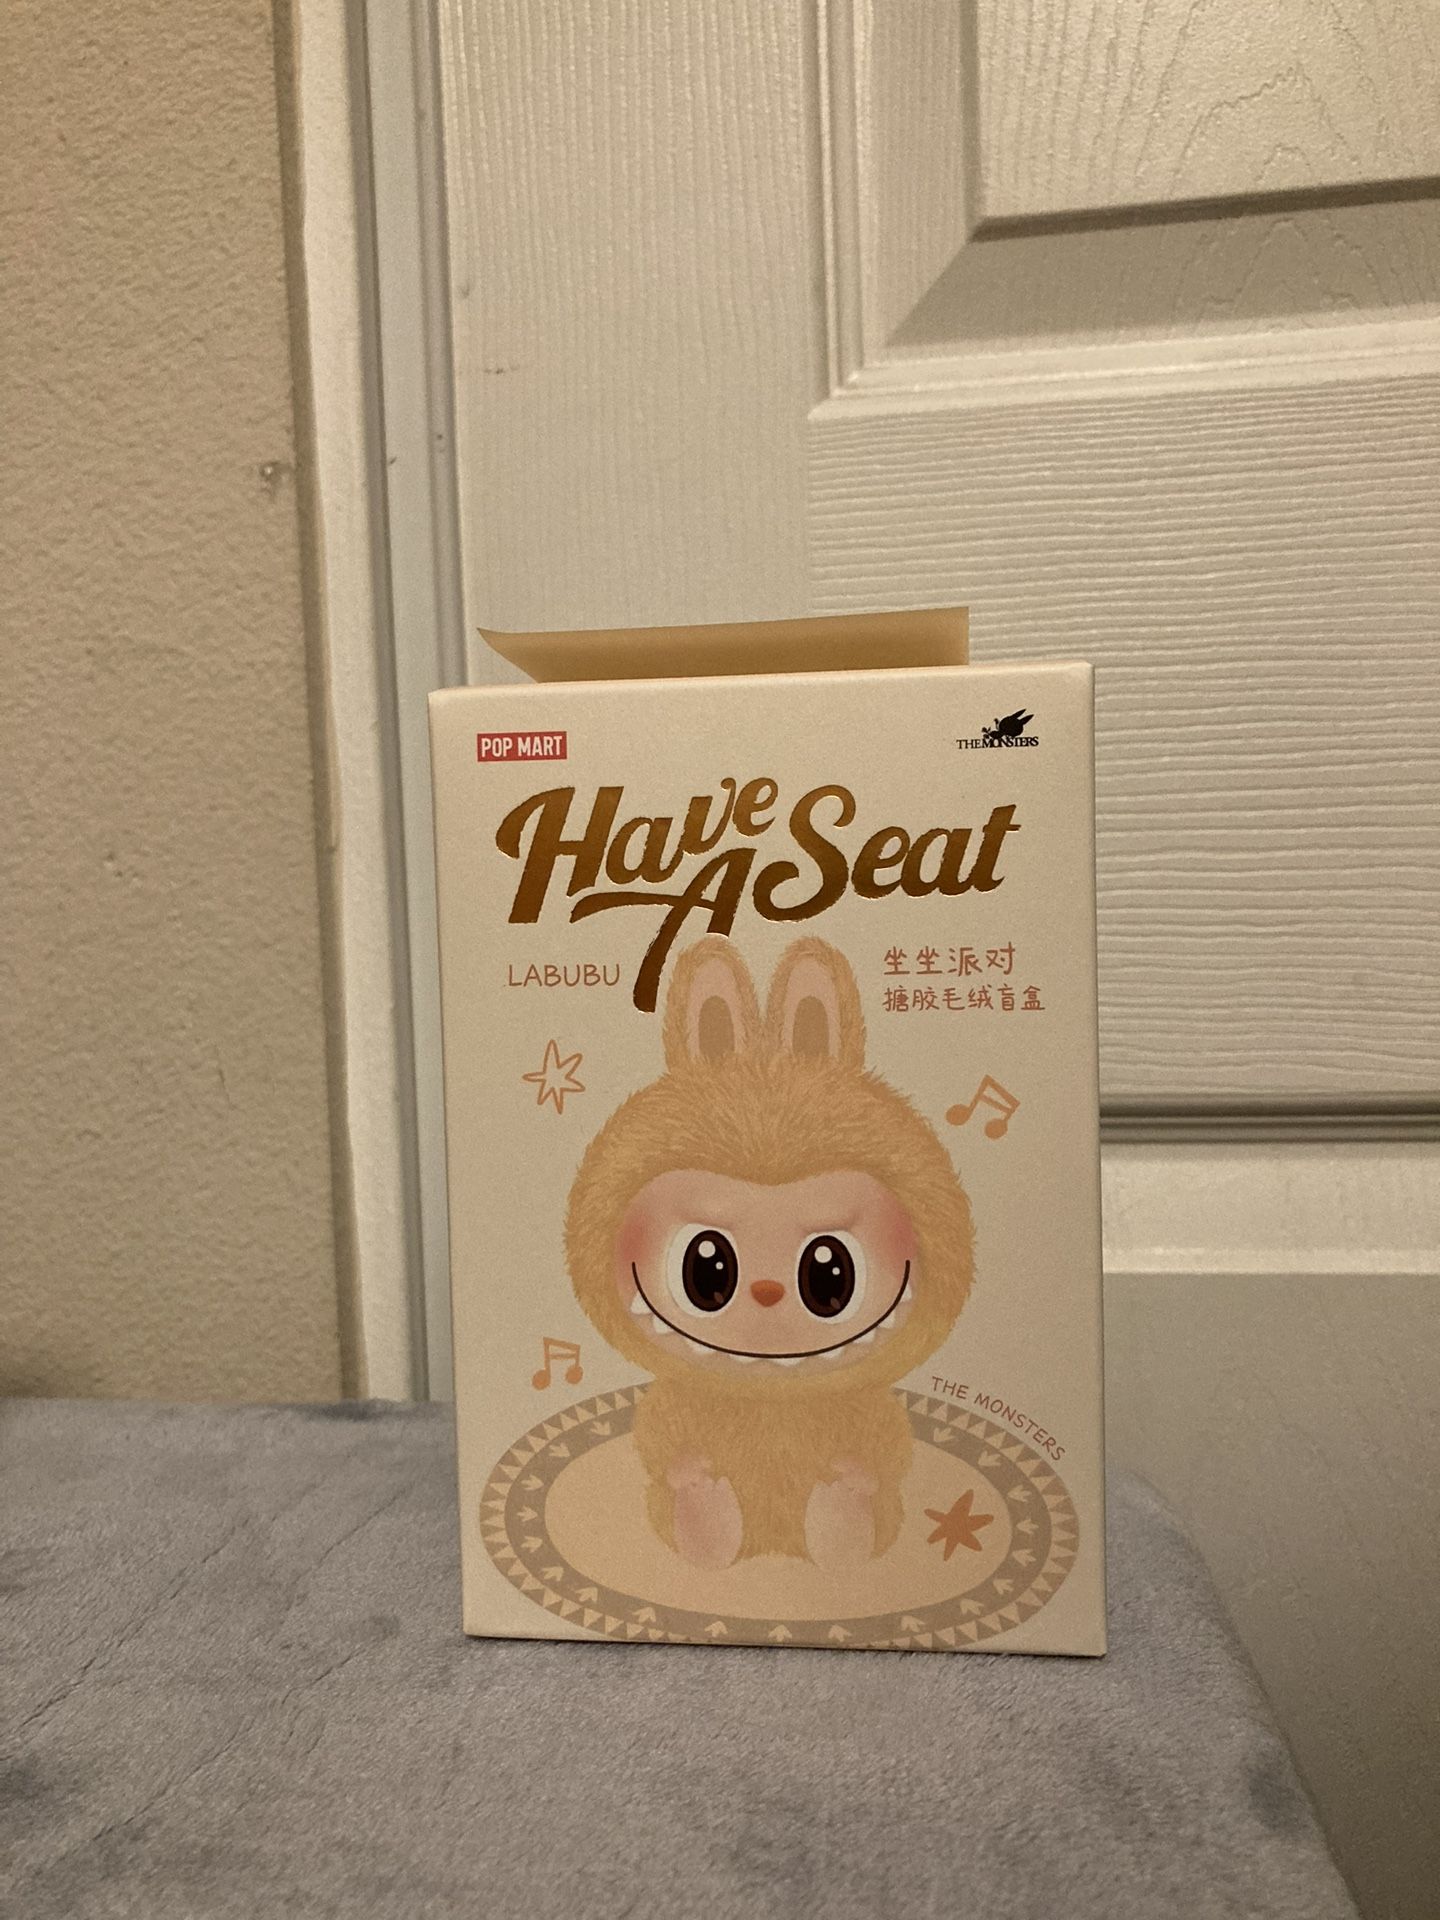 POP MART
THE MONSTERS
Have
A Seat
LABUBU
坐坐派对
搪胶毛绒盲盒
THE MONSTERS